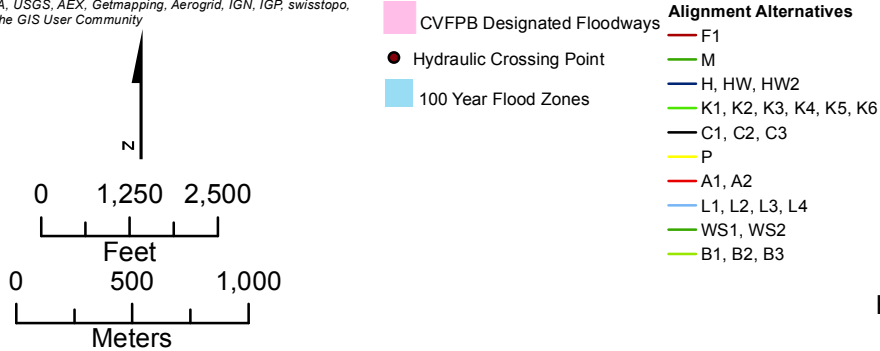 A, USGS, AEX, Getmapping, Aerogrid, IGN, IGP, swisstopo,
he GIS User Community
N
0 1,250 2,500
Feet
0 500 1,000
Meters
CVFPB Designated Floodways
Hydraulic Crossing Point
100 Year Flood Zones
Alignment Alternatives
F1
M
H, HW, HW2
K1, K2, K3, K4, K5, K6
C1, C2, C3
P
A1, A2
L1, L2, L3, L4
WS1, WS2
B1, B2, B3